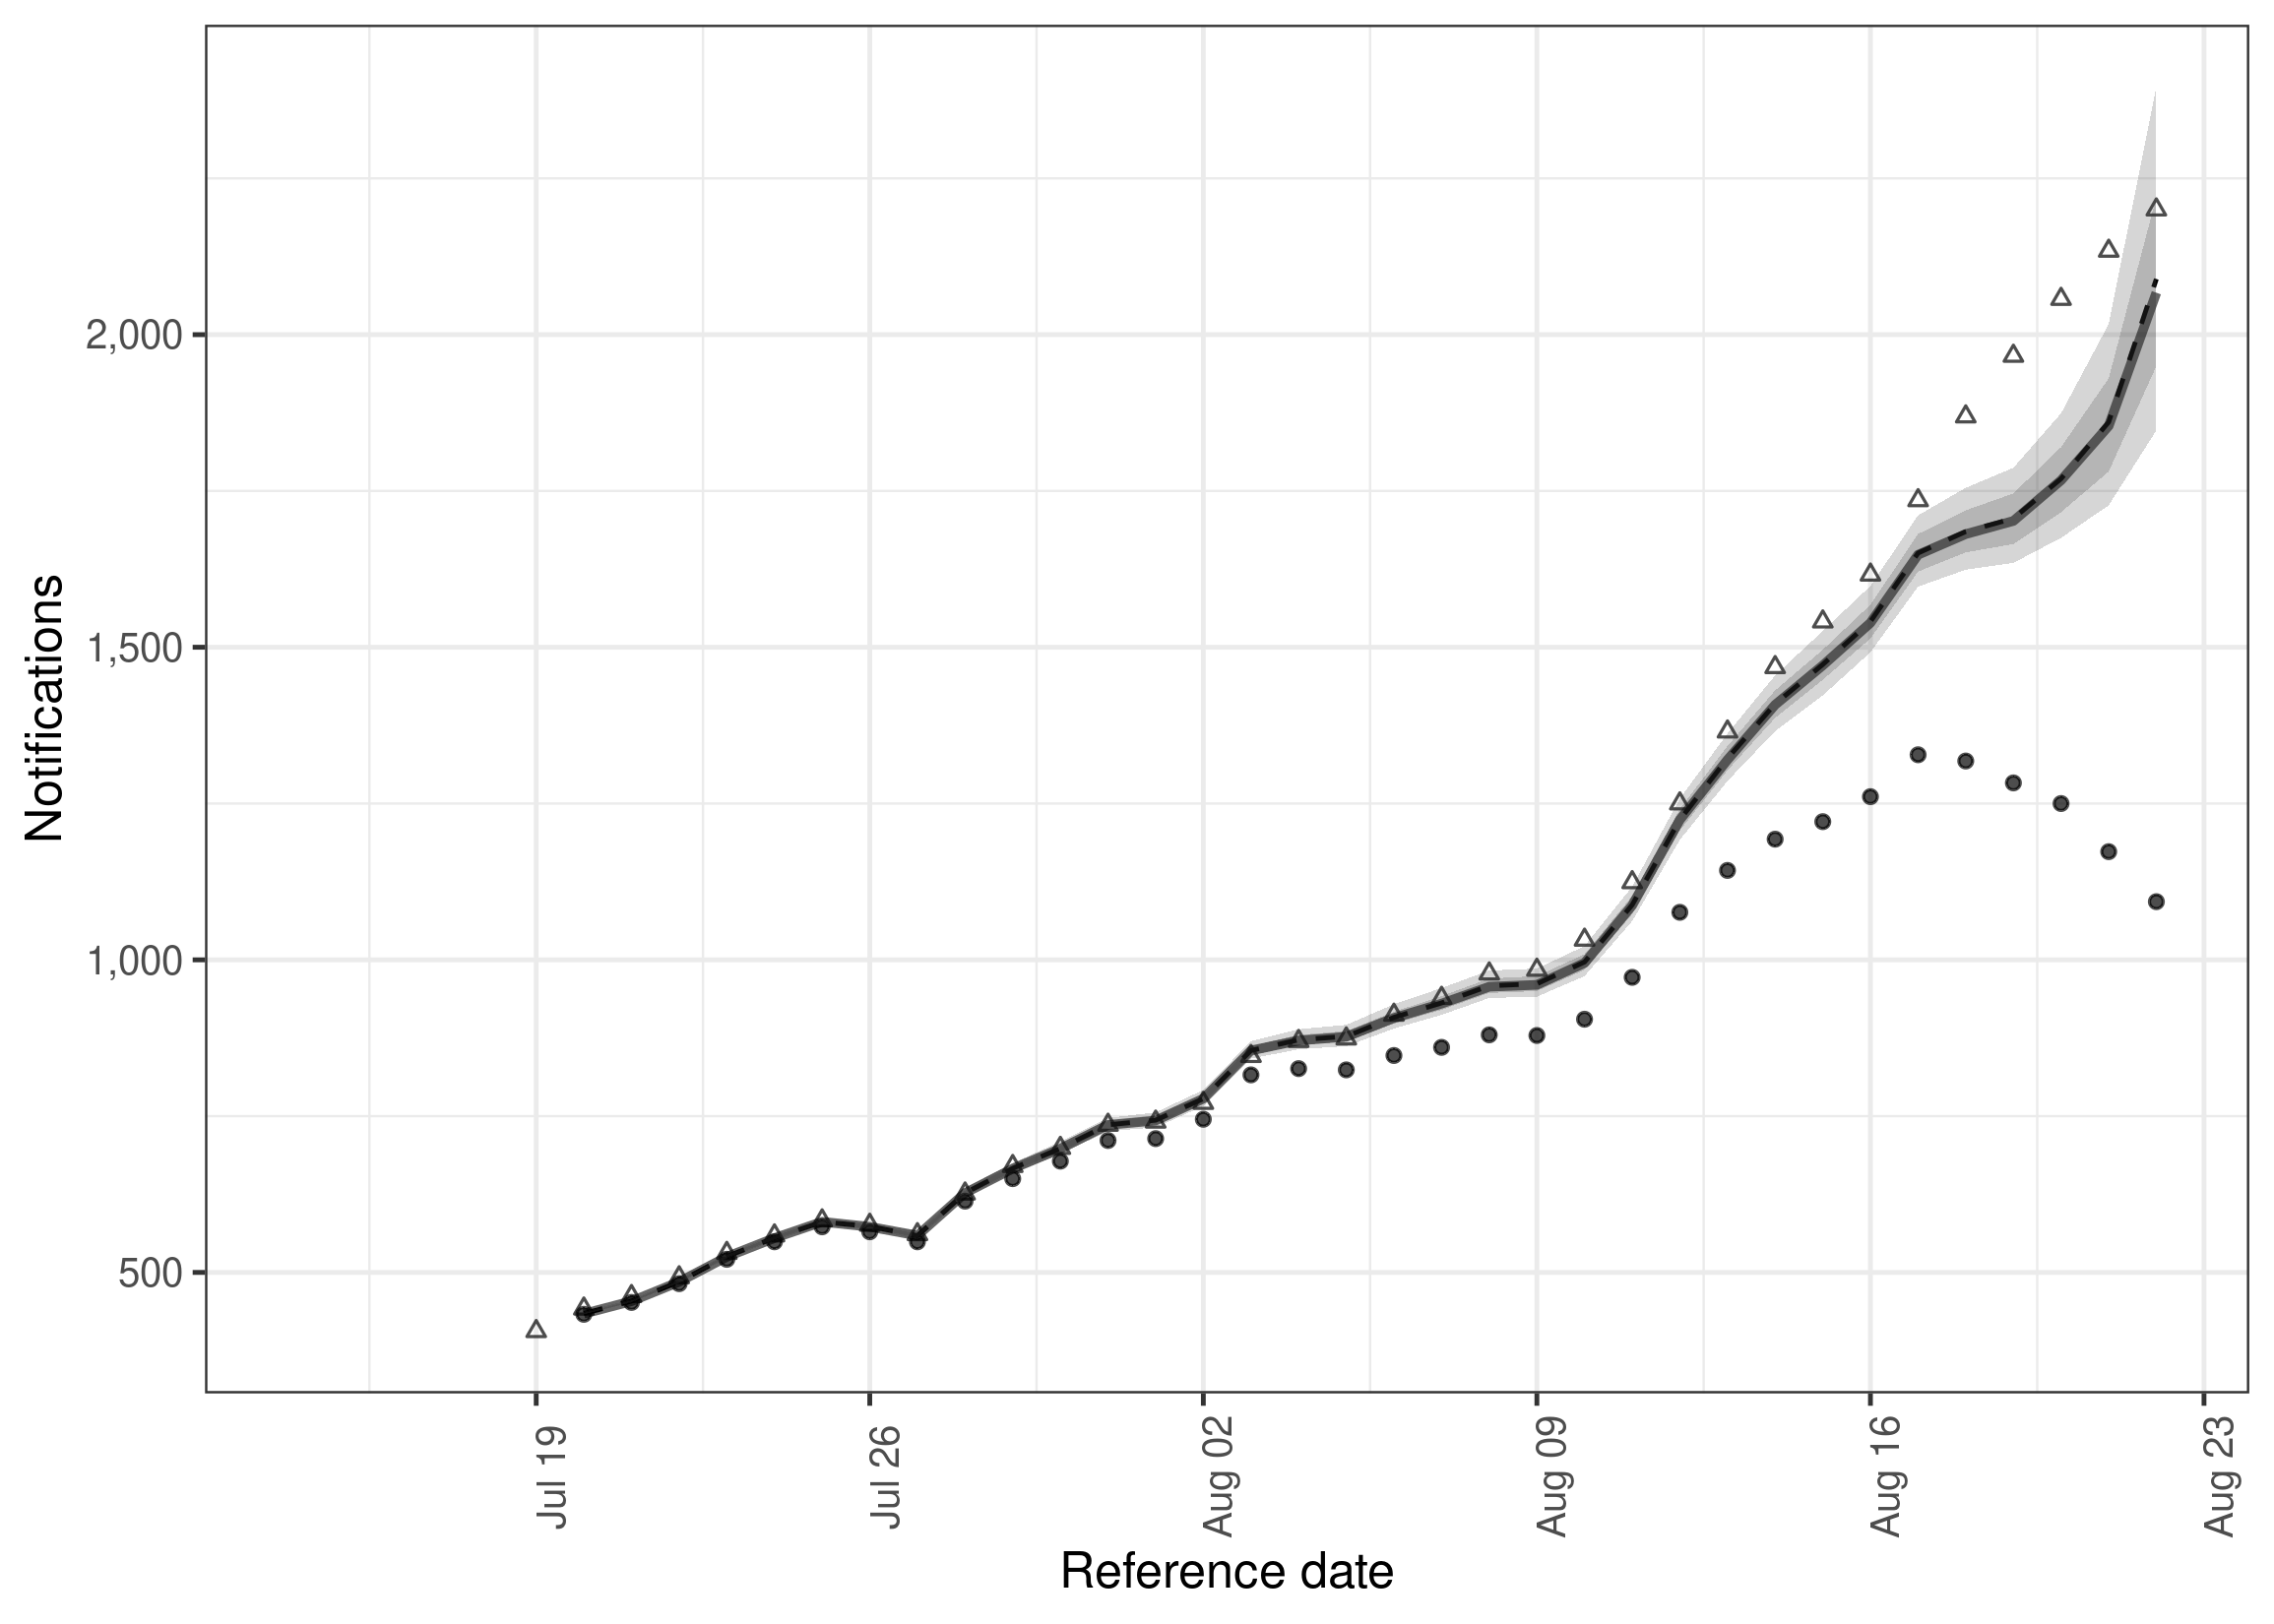 Notifications
2,000
1,500
1,000
500
Jul 19
Jul 26
Aug 02
Aug 09
Aug 16
Aug 23
Reference date